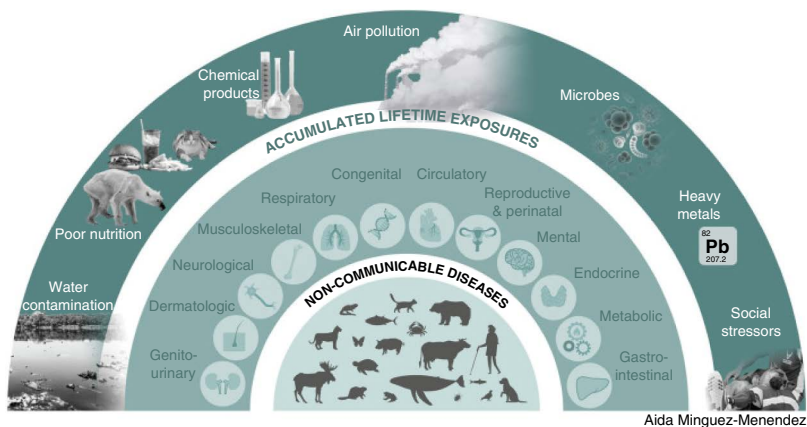 Air pollution
Chemical
products
Microbes
ACCUMULATED LIFETIME EXPOSURES
Poor nutrition
Heavy
metals
82
Pb
207.2
Water
contamination
Social
stressors
Congenital
Circulatory
Respiratory
Reproductive
& perinatal
Musculoskeletal
Mental
Neurological
Endocrine
Dermatologic
Metabolic
Genito-
urinary
Gastro-
intestinal
NON-COMMUNICABLE DISEASES
Aida Minguez-Menendez